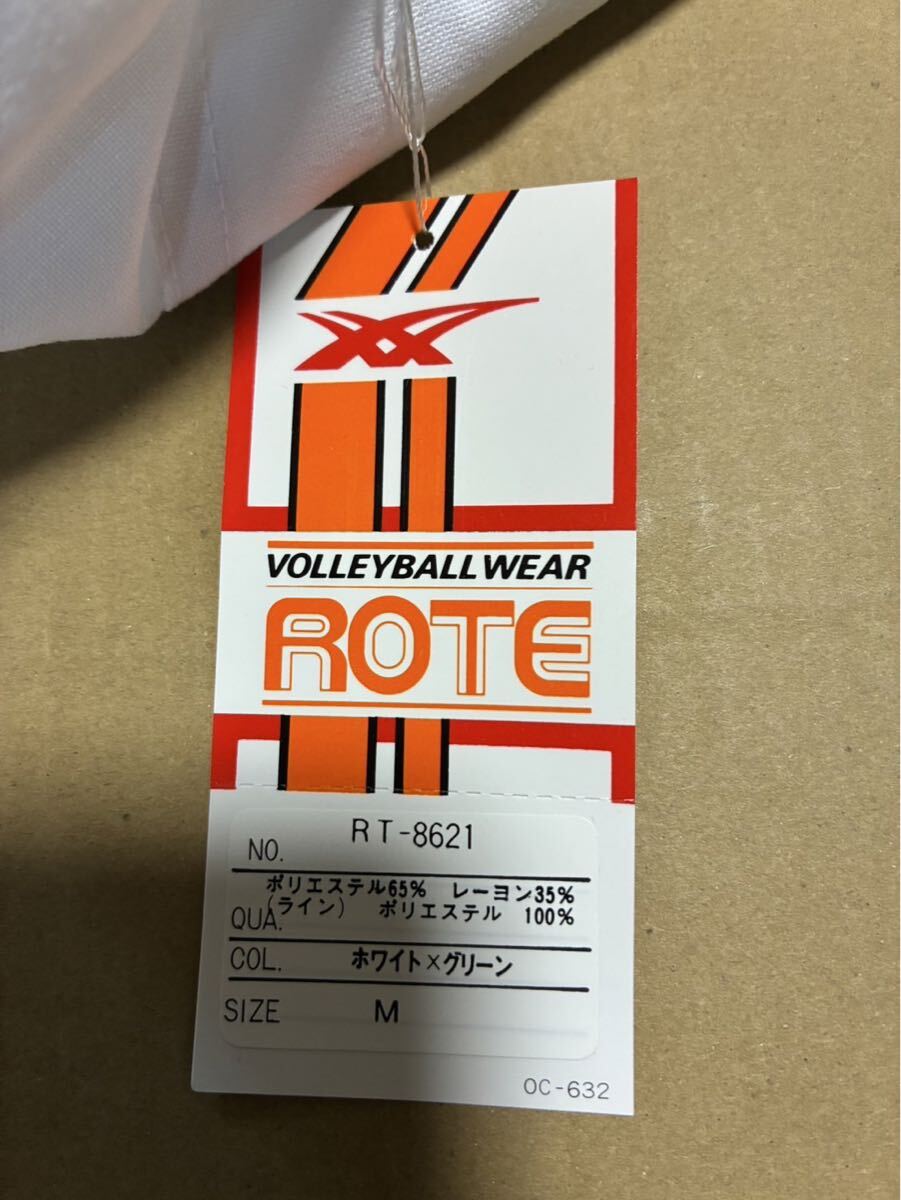 VOLLEYBALL WEAR
ROTE
NO. RT-8621
ポリエステル65% レーヨン35%
QUA. (ライン) ポリエステル 100%
COL. ホワイト×グリーン
SIZE M
OC-632